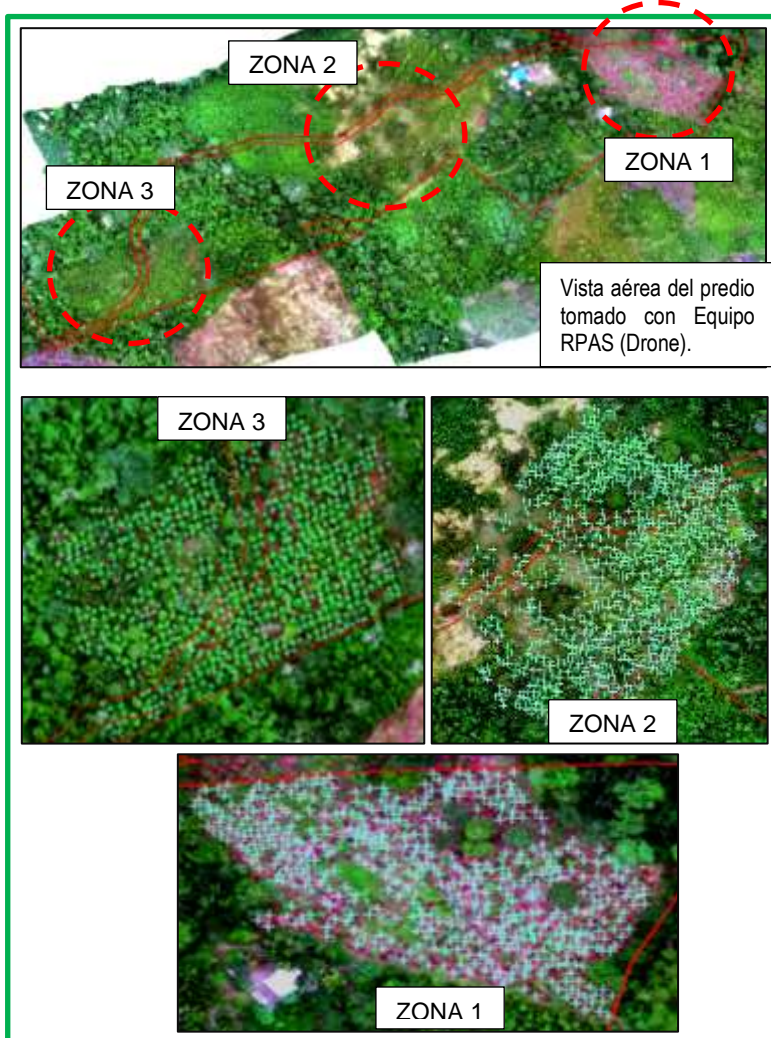 ZONA 2
ZONA 1
ZONA 3
Vista aérea del predio
tomado con Equipo
RPAS (Drone).
ZONA 3
ZONA 2
ZONA 1